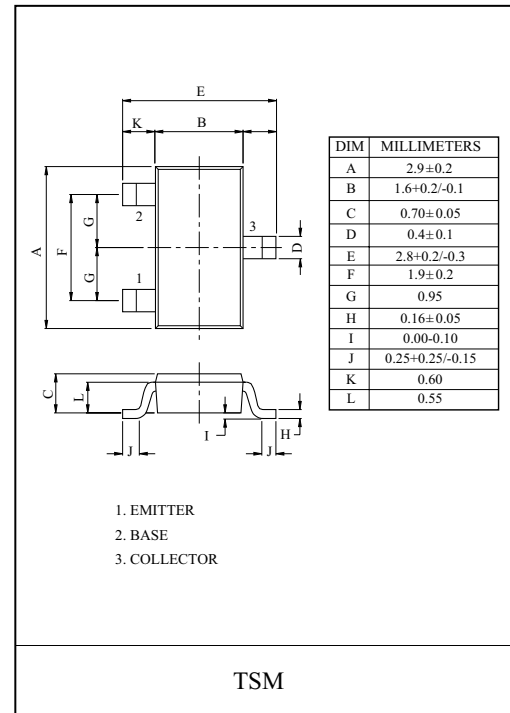 E
K
B
A
F
G
G
2
1
3
D
DIM MILLIMETERS
A 2.9±0.2
B 1.6+0.2/-0.1
C 0.70±0.05
D 0.4±0.1
E 2.8+0.2/-0.3
F 1.9±0.2
G 0.95
H 0.16±0.05
I 0.00-0.10
J 0.25+0.25/-0.15
K 0.60
L 0.55
C
L
I
H
J
J
1. EMITTER
2. BASE
3. COLLECTOR
TSM